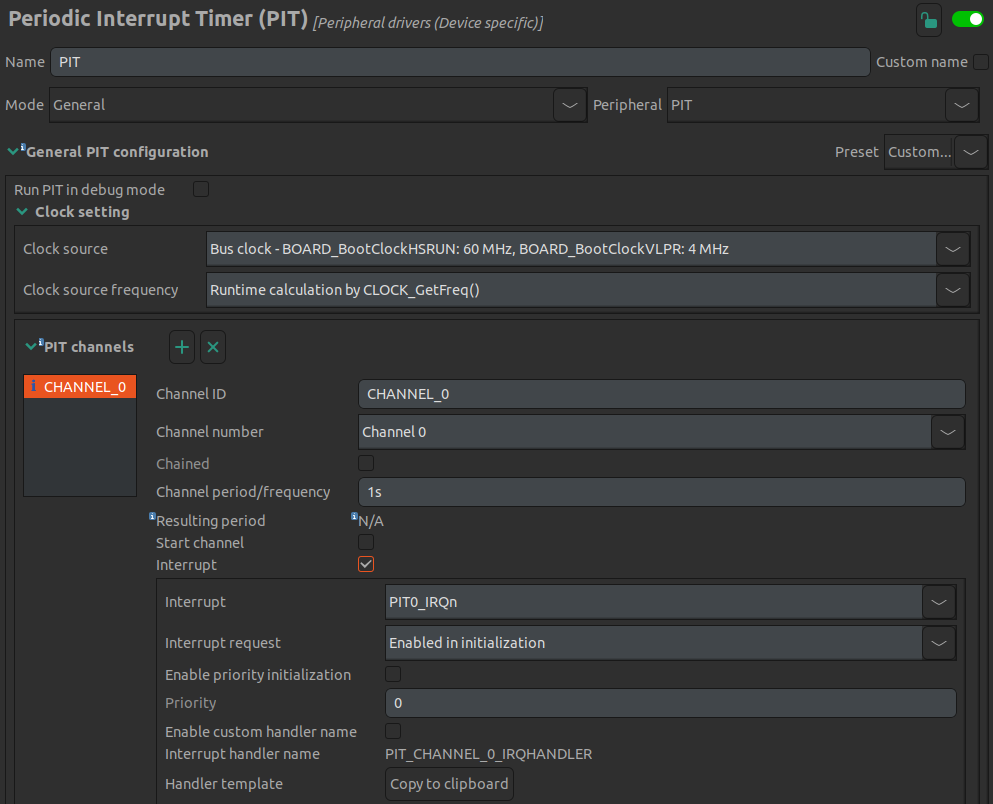 Periodic Interrupt Timer (PIT) [Peripheral drivers (Device specific)]
Name PIT Custom name
Mode General Peripheral PIT
General PIT configuration Preset Custom...
Run PIT in debug mode
Clock setting
Clock source Bus clock - BOARD_BootClockHSRUN: 60 MHz, BOARD_BootClockVLPR: 4 MHz
Clock source frequency Runtime calculation by CLOCK_GetFreq()
PIT channels
CHANNEL_0
Channel ID CHANNEL_0
Channel number Channel 0
Chained
Channel period/frequency 1s
Resulting period N/A
Start channel
Interrupt
Interrupt PIT0_IRQn
Interrupt request Enabled in initialization
Enable priority initialization
Priority 0
Enable custom handler name
Interrupt handler name PIT_CHANNEL_0_IRQHANDLER
Handler template Copy to clipboard